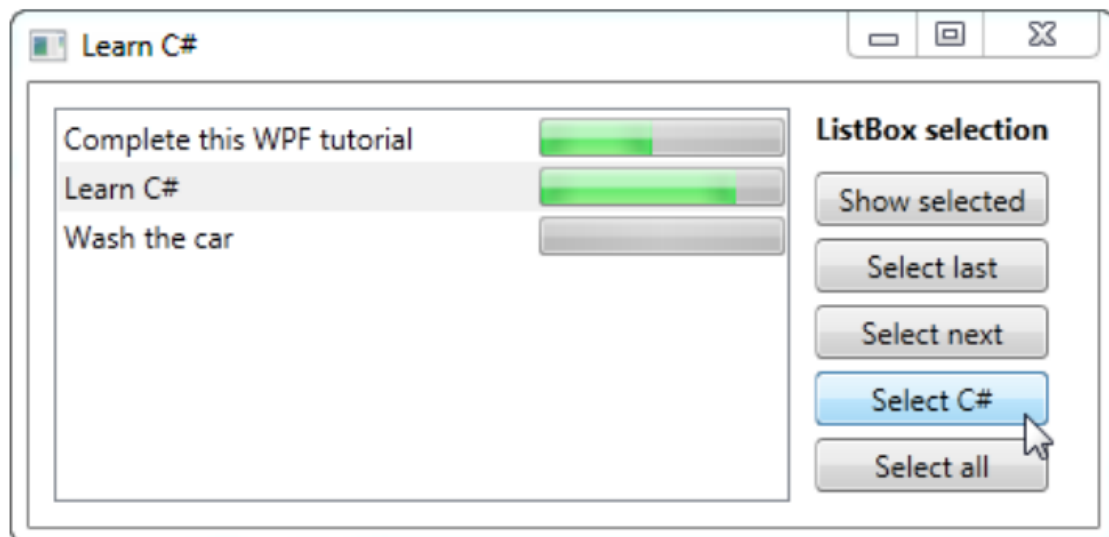 Learn C#
Complete this WPF tutorial
Learn C#
Wash the car
ListBox selection
Show selected
Select last
Select next
Select C#
Select all